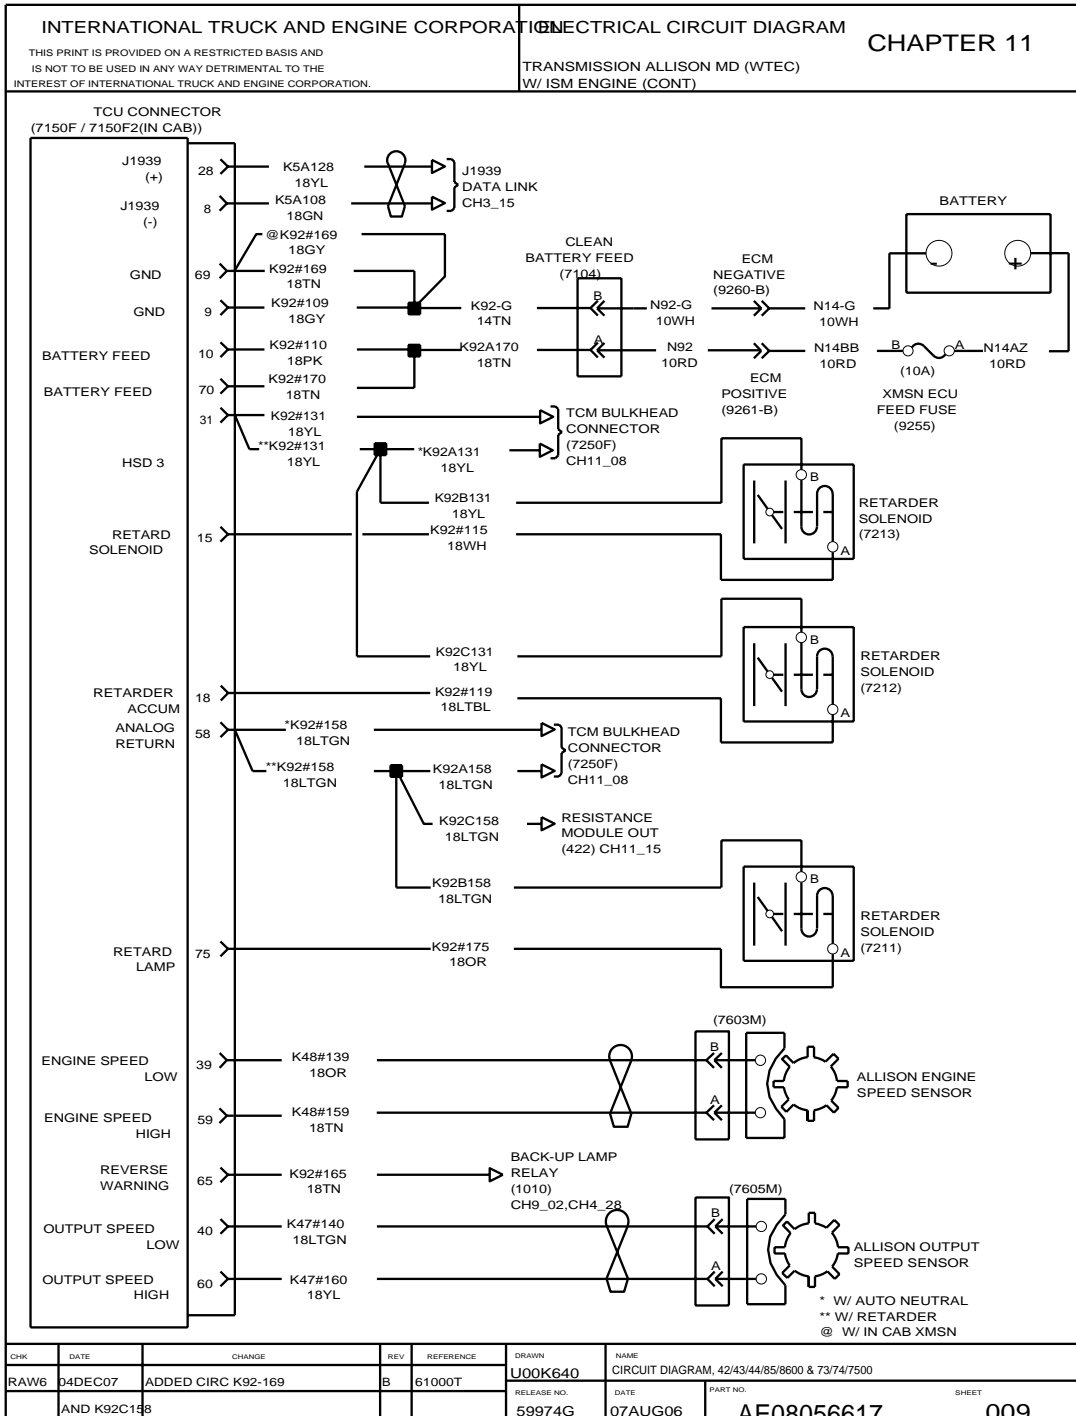 INTERNATIONAL TRUCK AND ENGINE CORPORATION
THIS PRINT IS PROVIDED ON A RESTRICTED BASIS AND
IS NOT TO BE USED IN ANY WAY DETRIMENTAL TO THE
INTEREST OF INTERNATIONAL TRUCK AND ENGINE CORPORATION.
ELECTRICAL CIRCUIT DIAGRAM
TRANSMISSION ALLISON MD (WTEC)
W/ ISM ENGINE (CONT)
CHAPTER 11
TCU CONNECTOR
(7150F / 7150F2(IN CAB))
J1939
(+)
28
K5A128
18YL
J1939
(-)
8
K5A108
18GN
J1939
DATA LINK
CH3_15
@K92#169
18GY
GND
69
K92#169
18TN
GND
9
K92#109
18GY
K92-G
14TN
CLEAN
BATTERY FEED
(7104)
B
A
N92-G
10WH
ECM
NEGATIVE
(9260-B)
N14-G
10WH
BATTERY
-
+
BATTERY FEED
10
K92#110
18PK
K92A170
18TN
N92
10RD
ECM
POSITIVE
(9261-B)
N14BB
10RD
B
A
(10A)
N14AZ
10RD
XMSN ECU
FEED FUSE
(9255)
BATTERY FEED
70
K92#170
18TN
31
K92#131
18YL
**K92#131
18YL
*K92A131
18YL
TCM BULKHEAD
CONNECTOR
(7250F)
CH11_08
HSD 3
K92B131
18YL
RETARD
SOLENOID
15
K92#115
18WH
B
A
RETARDER
SOLENOID
(7213)
K92C131
18YL
RETARDER
ACCUM
18
K92#119
18LTBL
B
A
RETARDER
SOLENOID
(7212)
ANALOG
RETURN
58
*K92#158
18LTGN
**K92#158
18LTGN
K92A158
18LTGN
TCM BULKHEAD
CONNECTOR
(7250F)
CH11_08
K92C158
18LTGN
RESISTANCE
MODULE OUT
(422) CH11_15
K92B158
18LTGN
RETARD
LAMP
75
K92#175
18OR
B
A
RETARDER
SOLENOID
(7211)
(7603M)
ENGINE SPEED
LOW
39
K48#139
18OR
B
ENGINE SPEED
HIGH
59
K48#159
18TN
A
ALLISON ENGINE
SPEED SENSOR
REVERSE
WARNING
65
K92#165
18TN
BACK-UP LAMP
RELAY
(1010)
CH9_02,CH4_28
(7605M)
OUTPUT SPEED
LOW
40
K47#140
18LTGN
B
OUTPUT SPEED
HIGH
60
K47#160
18YL
A
ALLISON OUTPUT
SPEED SENSOR
* W/ AUTO NEUTRAL
** W/ RETARDER
@ W/ IN CAB XMSN
CHK DATE CHANGE REV REFERENCE
RAW6 04DEC07 ADDED CIRC K92-169 B 61000T
AND K92C158
DRAWN
U00K640
NAME
CIRCUIT DIAGRAM, 42/43/44/85/8600 & 73/74/7500
RELEASE NO.
59974G
DATE
07AUG06
PART NO.
AE08056617
SHEET
009